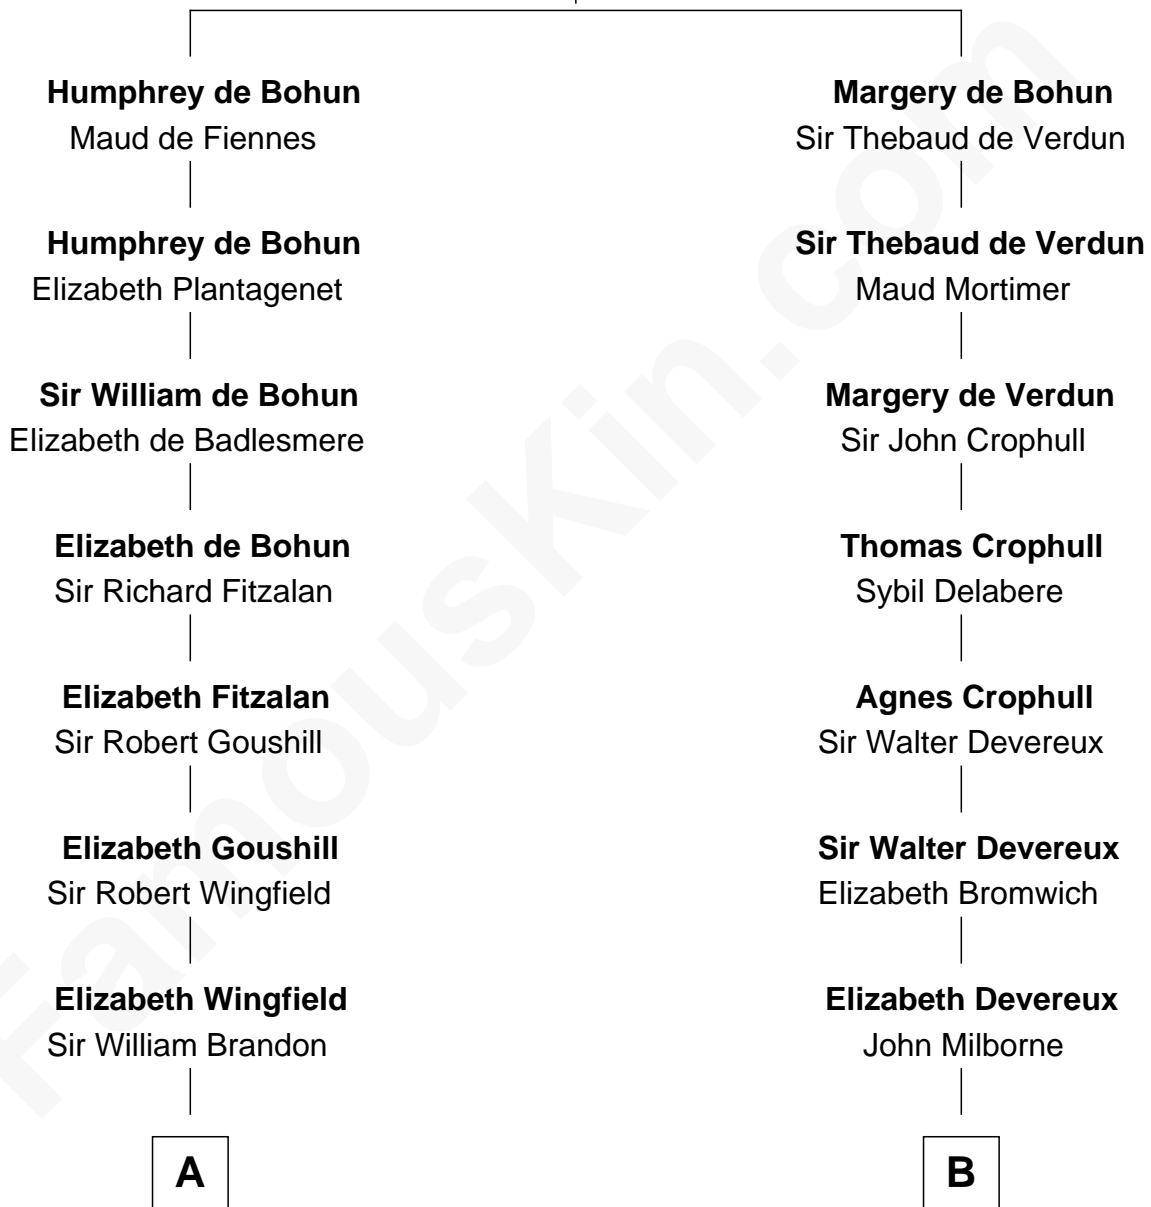 Humphrey de Bohun
Maud de Fiennes
Humphrey de Bohun
Elizabeth Plantagenet
Sir William de Bohun
Elizabeth de Badlesmere
Elizabeth de Bohun
Sir Richard Fitzalan
Elizabeth Fitzalan
Sir Robert Goushill
Elizabeth Goushill
Sir Robert Wingfield
Elizabeth Wingfield
Sir William Brandon
A
Margery de Bohun
Sir Thebaud de Verdun
Sir Thebaud de Verdun
Maud Mortimer
Margery de Verdun
Sir John Crophull
Thomas Crophull
Sybil Delabere
Agnes Crophull
Sir Walter Devereux
Sir Walter Devereux
Elizabeth Bromwich
Elizabeth Devereux
John Milborne
B
FamousKin.com